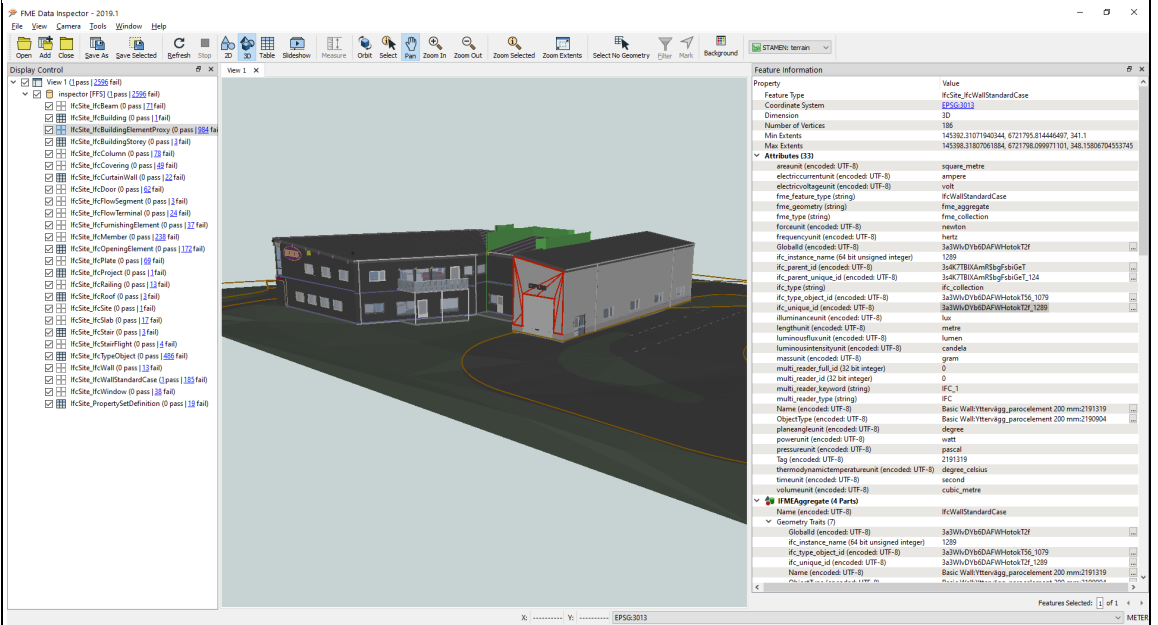 FME Data Inspector - 2019.1
File View Camera Tools Window Help
Open Add Close Save As Save Selected Refresh Stop 2D 3D Table Slideshow Measure Orbit Select Pan Zoom In Zoom Out Zoom Selected Zoom Extents Select No Geometry Filter Mark Background STAMEN: terrain
Display Control
View 1 (1 pass | 2596 fail)
inspector [FFS] (1 pass | 2596 fail)
IfcSite_IfcBeam (0 pass | 71 fail)
IfcSite_IfcBuilding (0 pass | 1 fail)
IfcSite_IfcBuildingElementProxy (0 pass | 984 fai
IfcSite_IfcBuildingStorey (0 pass | 3 fail)
IfcSite_IfcColumn (0 pass | 78 fail)
IfcSite_IfcCovering (0 pass | 49 fail)
IfcSite_IfcCurtainWall (0 pass | 22 fail)
IfcSite_IfcDoor (0 pass | 62 fail)
IfcSite_IfcFlowSegment (0 pass | 3 fail)
IfcSite_IfcFlowTerminal (0 pass | 24 fail)
IfcSite_IfcFurnishingElement (0 pass | 37 fail)
IfcSite_IfcMember (0 pass | 238 fail)
IfcSite_IfcOpeningElement (0 pass | 172 fail)
IfcSite_IfcPlate (0 pass | 69 fail)
IfcSite_IfcProject (0 pass | 1 fail)
IfcSite_IfcRailing (0 pass | 13 fail)
IfcSite_IfcRoof (0 pass | 3 fail)
IfcSite_IfcSite (0 pass | 1 fail)
IfcSite_IfcSlab (0 pass | 17 fail)
IfcSite_IfcStair (0 pass | 3 fail)
IfcSite_IfcStairFlight (0 pass | 4 fail)
IfcSite_IfcTypeObject (0 pass | 486 fail)
IfcSite_IfcWall (0 pass | 13 fail)
IfcSite_IfcWallStandardCase (1 pass | 185 fail)
IfcSite_IfcWindow (0 pass | 38 fail)
IfcSite_PropertySetDefinition (0 pass | 19 fail)
View 1
Feature Information
Property Value
Feature Type IfcSite_IfcWallStandardCase
Coordinate System EPSG:3013
Dimension 3D
Number of Vertices 186
Min Extents 145392.31071940344, 6721795.814446497, 341.1
Max Extents 145398.31807061884, 6721798.099971101, 348.15806704553745
Attributes (33)
areaunit (encoded: UTF-8) square_metre
electriccurrentunit (encoded: UTF-8) ampere
electricvoltageunit (encoded: UTF-8) volt
fme_feature_type (string) IfcWallStandardCase
fme_geometry (string) fme_aggregate
fme_type (string) fme_collection
forceunit (encoded: UTF-8) newton
frequencyunit (encoded: UTF-8) hertz
GlobalId (encoded: UTF-8) 3a3WlvDYb6DAFWHotokT2f
ifc_instance_name (64 bit unsigned integer) 1289
ifc_parent_id (encoded: UTF-8) 3s4K7TBIXAmR$bgFsbiGeT
ifc_parent_unique_id (encoded: UTF-8) 3s4K7TBIXAmR$bgFsbiGeT_124
ifc_type (string) ifc_collection
ifc_type_object_id (encoded: UTF-8) 3a3WlvDYb6DAFWHotokT56_1079
ifc_unique_id (encoded: UTF-8) 3a3WlvDYb6DAFWHotokT2f_1289
illuminanceunit (encoded: UTF-8) lux
lengthunit (encoded: UTF-8) metre
luminousfluxunit (encoded: UTF-8) lumen
luminousintensityunit (encoded: UTF-8) candela
massunit (encoded: UTF-8) gram
multi_reader_full_id (32 bit integer) 0
multi_reader_id (32 bit integer) 0
multi_reader_keyword (string) IFC_1
multi_reader_type (string) IFC
Name (encoded: UTF-8) Basic Wall:Yttervägg_parocelement 200 mm:2191319
ObjectType (encoded: UTF-8) Basic Wall:Yttervägg_parocelement 200 mm:2190904
planeangleunit (encoded: UTF-8) degree
powerunit (encoded: UTF-8) watt
pressureunit (encoded: UTF-8) pascal
Tag (encoded: UTF-8) 2191319
thermodynamictemperatureunit (encoded: UTF-8) degree_celsius
timeunit (encoded: UTF-8) second
volumeunit (encoded: UTF-8) cubic_metre
IFMEAggregate (4 Parts)
Name (encoded: UTF-8) IfcWallStandardCase
Geometry Traits (7)
GlobalId (encoded: UTF-8) 3a3WlvDYb6DAFWHotokT2f
ifc_instance_name (64 bit unsigned integer) 1289
ifc_type_object_id (encoded: UTF-8) 3a3WlvDYb6DAFWHotokT56_1079
ifc_unique_id (encoded: UTF-8) 3a3WlvDYb6DAFWHotokT2f_1289
Name (encoded: UTF-8) Basic Wall:Yttervägg_parocelement 200 mm:2191319
Features Selected: 1 of 1
X: ---------- Y: ---------- EPSG:3013 METER